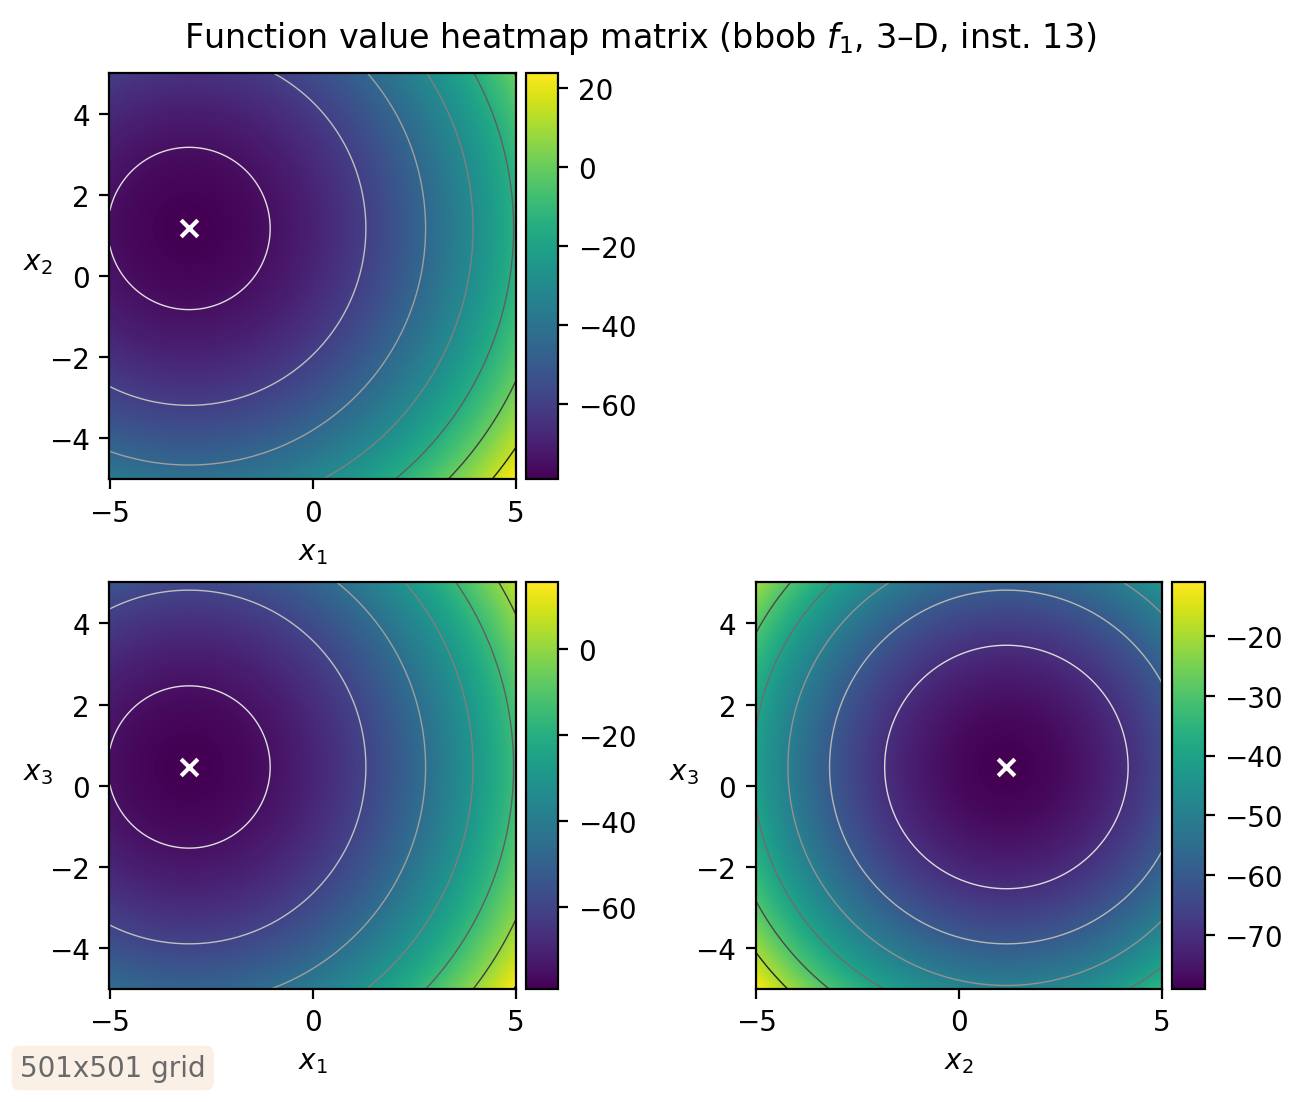 Function value heatmap matrix (bbob f₁, 3–D, inst. 13)
4
2
0
−2
−4
x₂
−5 0 5
x₁
20
0
−20
−40
−60
4
2
0
−2
−4
x₃
−5 0 5
x₁
0
−20
−40
−60
4
2
0
−2
−4
x₃
−5 0 5
x₂
−20
−30
−40
−50
−60
−70
501x501 grid